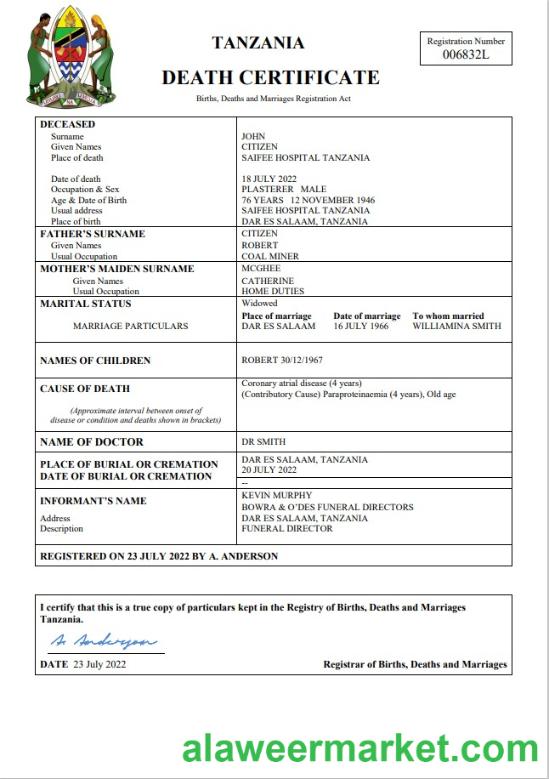 TANZANIA
Registration Number
006832L
DEATH CERTIFICATE
Births, Deaths and Marriages Registration Act
DECEASED
Surname JOHN
Given Names CITIZEN
Place of death SAIFEE HOSPITAL TANZANIA
Date of death 18 JULY 2022
Occupation & Sex PLASTERER MALE
Age & Date of Birth 76 YEARS 12 NOVEMBER 1946
Usual address SAIFEE HOSPITAL TANZANIA
Place of birth DAR ES SALAAM, TANZANIA
FATHER'S SURNAME CITIZEN
Given Names ROBERT
Usual Occupation COAL MINER
MOTHER'S MAIDEN SURNAME MCGHEE
Given Names CATHERINE
Usual Occupation HOME DUTIES
MARITAL STATUS Widowed
Place of marriage Date of marriage To whom married
MARRIAGE PARTICULARS DAR ES SALAAM 16 JULY 1966 WILLIAMINA SMITH
NAMES OF CHILDREN ROBERT 30/12/1967
Coronary atrial disease (4 years)
CAUSE OF DEATH (Contributory Cause) Paraproteinaemia (4 years), Old age
(Approximate interval between onset of
disease or condition and deaths shown in brackets)
NAME OF DOCTOR DR SMITH
PLACE OF BURIAL OR CREMATION DAR ES SALAAM, TANZANIA
DATE OF BURIAL OR CREMATION 20 JULY 2022
--
INFORMANT'S NAME KEVIN MURPHY
BOWRA & O'DES FUNERAL DIRECTORS
Address DAR ES SALAAM, TANZANIA
Description FUNERAL DIRECTOR
REGISTERED ON 23 JULY 2022 BY A. ANDERSON
I certify that this is a true copy of particulars kept in the Registry of Births, Deaths and Marriages
Tanzania.
A Anderson
DATE 23 July 2022 Registrar of Births, Deaths and Marriages
alaweermarket.com